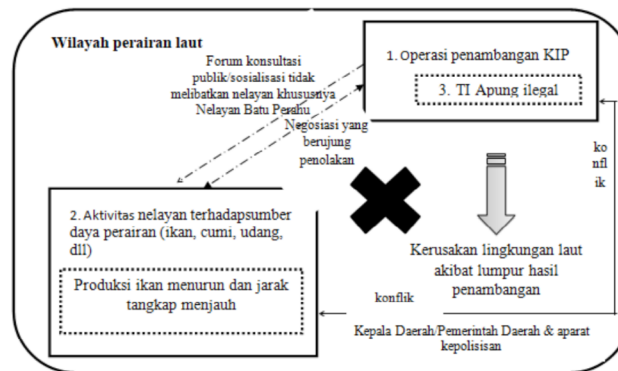 Wilayah perairan laut
Forum konsultasi
publik/sosialisasi tidak
melibatkan nelayan khususnya
Nelayan Batu Perahu
Negosiasi yang
berujung
penolakan
1. Operasi penambangan KIP
3. TI Apung ilegal
ko
nfl
ik
2. Aktivitas nelayan terhadapsumber
daya perairan (ikan, cumi, udang,
dll)
Produksi ikan menurun dan jarak
tangkap menjauh
Kerusakan lingkungan laut
akibat lumpur hasil
penambangan
konflik
Kepala Daerah/Pemerintah Daerah & aparat
kepolisisan